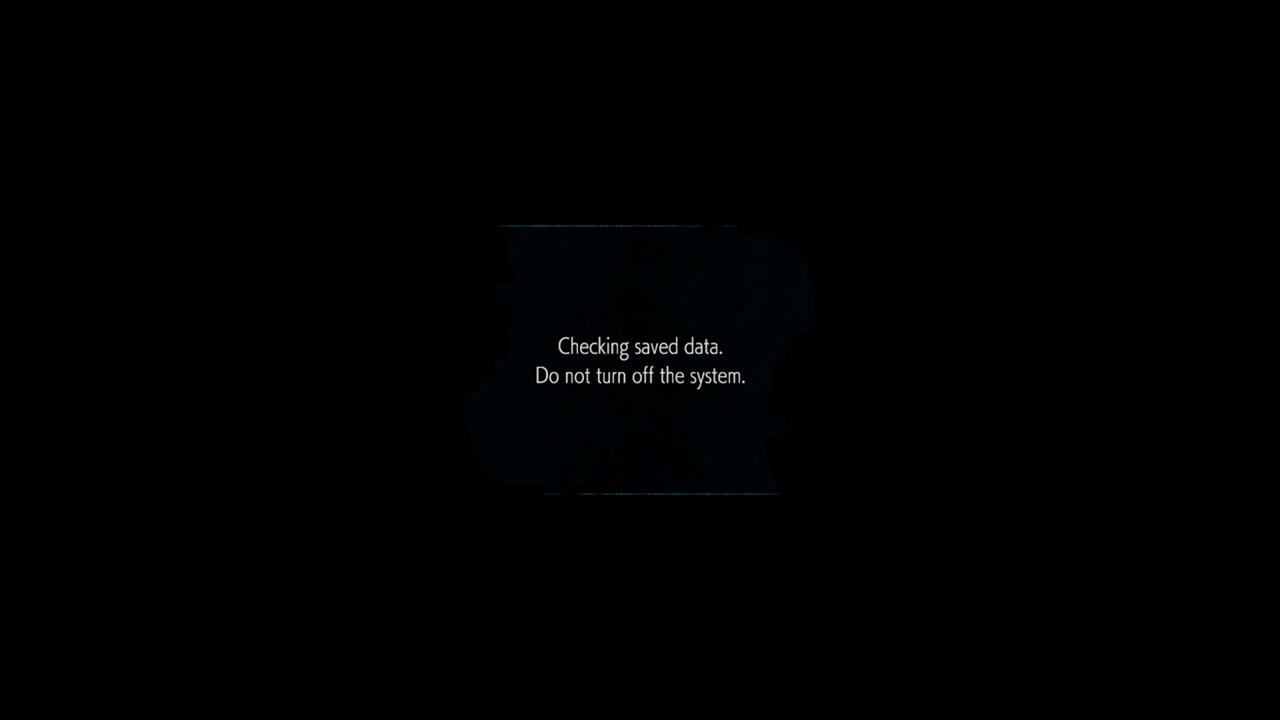 Checking saved data.
Do not turn off the system.